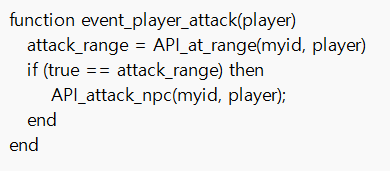 function event_player_attack(player)
attack_range = API_at_range(myid, player)
if (true == attack_range) then
API_attack_npc(myid, player);
end
end